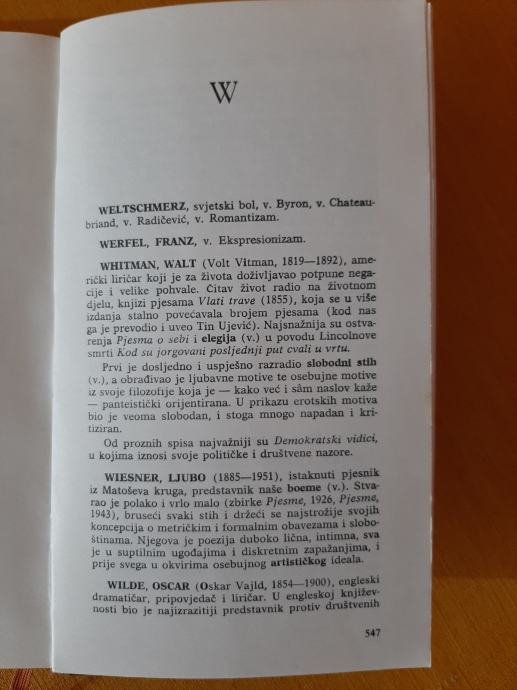 W
WELTSCHMERZ, svjetski bol, v. Byron, v. Chateau-
briand, v. Radičević, v. Romantizam.
WERFEL, FRANZ, v. Ekspresionizam.
WHITMAN, WALT (Volt Vitman, 1819—1892), ame-
rički liričar koji je za života doživljavao potpune nega-
cije i velike pohvale. Čitav život radio na životnom
djelu, knjizi pjesama Vlati trave (1855), koja se u više
izdanja stalno povećavala brojem pjesama (kod nas
ga je prevodio i uveo Tin Ujević). Najsnažnija su ostva-
renja Pjesma o sebi i elegija (v.) u povodu Lincolnove
smrti Kod su jorgovani posljednji put cvali u vrtu.
Prvi je dosljedno i uspješno razradio slobodni stih
(v.), a obrađivao je ljubavne motive te osebujne motive
iz svoje filozofije koja je — kako već i sâm naslov kaže
— panteistički orijentirana. U prikazu erotskih motiva
bio je veoma slobodan, i stoga mnogo napadan i kri-
tiziran.
Od proznih spisa najvažniji su Demokratski vidici,
u kojima iznosi svoje političke i društvene nazore.
WIESNER, LJUBO (1885—1951), istaknuti pjesnik
iz Matoševa kruga, predstavnik naše boeme (v.). Stva-
rao je polako i vrlo malo (zbirke Pjesme, 1926, Pjesme,
1943), bruseći svaki stih i držeći se najstrožije svojih
koncepcija o metričkim i formalnim obavezama i slobo-
štinama. Njegova je poezija duboko lična, intimna, sva
je u suptilnim ugođajima i diskretnim zapažanjima, i
prije svega u okvirima osebujnog artističkog ideala.
WILDE, OSCAR (Oskar Vajld, 1854—1900), engleski
dramatičar, pripovjedač i liričar. U engleskoj književ-
nosti bio je najizrazitiji predstavnik protiv društvenih
547